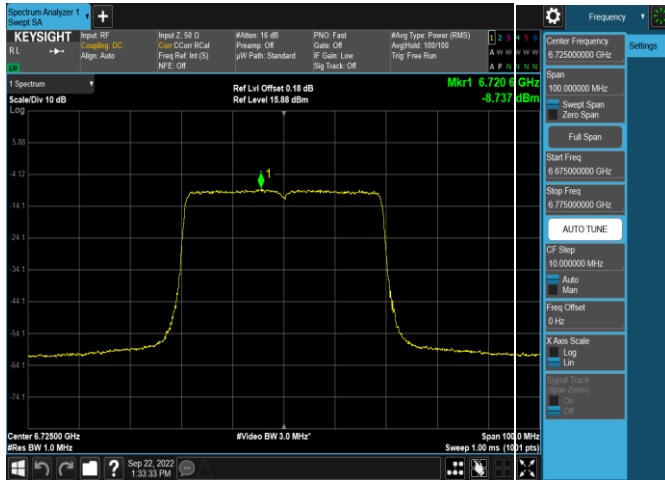 Spectrum Analyzer 1
Swept SA
+
Frequency
KEYSIGHT
RL
Input: RF
Coupling: DC
Align: Auto
Input Z: 50 Ω
Corr CCorr RCal
Freq Ref: Int (S)
NFE: Off
#Atten: 16 dB
Preamp: Off
µW Path: Standard
PNO: Fast
Gate: Off
IF Gain: Low
Sig Track: Off
#Avg Type: Power (RMS)
Avg|Hold: 100/100
Trig: Free Run
1 2 3 4 5 6
A W W W W W
A P N N N N
1 Spectrum
Scale/Div 10 dB
Log
Ref Lvl Offset 0.18 dB
Ref Level 15.88 dBm
Mkr1 6.720 6 GHz
-8.737 dBm
5.88
-4.12
-14.1
-24.1
-34.1
-44.1
-54.1
-64.1
-74.1
1
Center 6.72500 GHz
#Res BW 1.0 MHz
#Video BW 3.0 MHz*
Span 100.0 MHz
Sweep 1.00 ms (1001 pts)
?
Sep 22, 2022
1:33:33 PM
Center Frequency
6.725000000 GHz
Settings
Span
100.000000 MHz
Swept Span
Zero Span
Full Span
Start Freq
6.675000000 GHz
Stop Freq
6.775000000 GHz
AUTO TUNE
CF Step
10.000000 MHz
Auto
Man
Freq Offset
0 Hz
X Axis Scale
Log
Lin
Signal Track
(Span Zoom)
On
Off